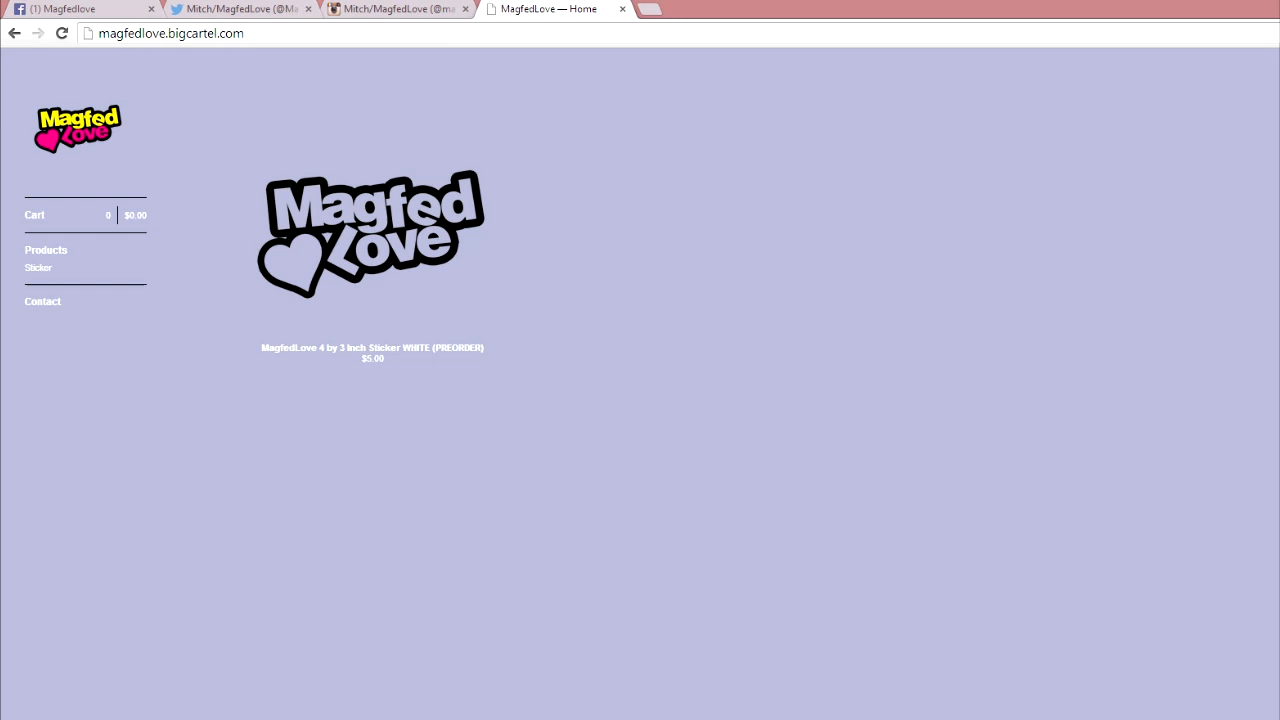 (1) Magfedlove
Mitch/MagfedLove (@Ma
Mitch/MagfedLove (@ma
MagfedLove — Home
magfedlove.bigcartel.com
Magfed
Love
Cart 0 $0.00
Products
Sticker
Contact
Magfed
Love
MagfedLove 4 by 3 Inch Sticker WHITE (PREORDER)
$5.00